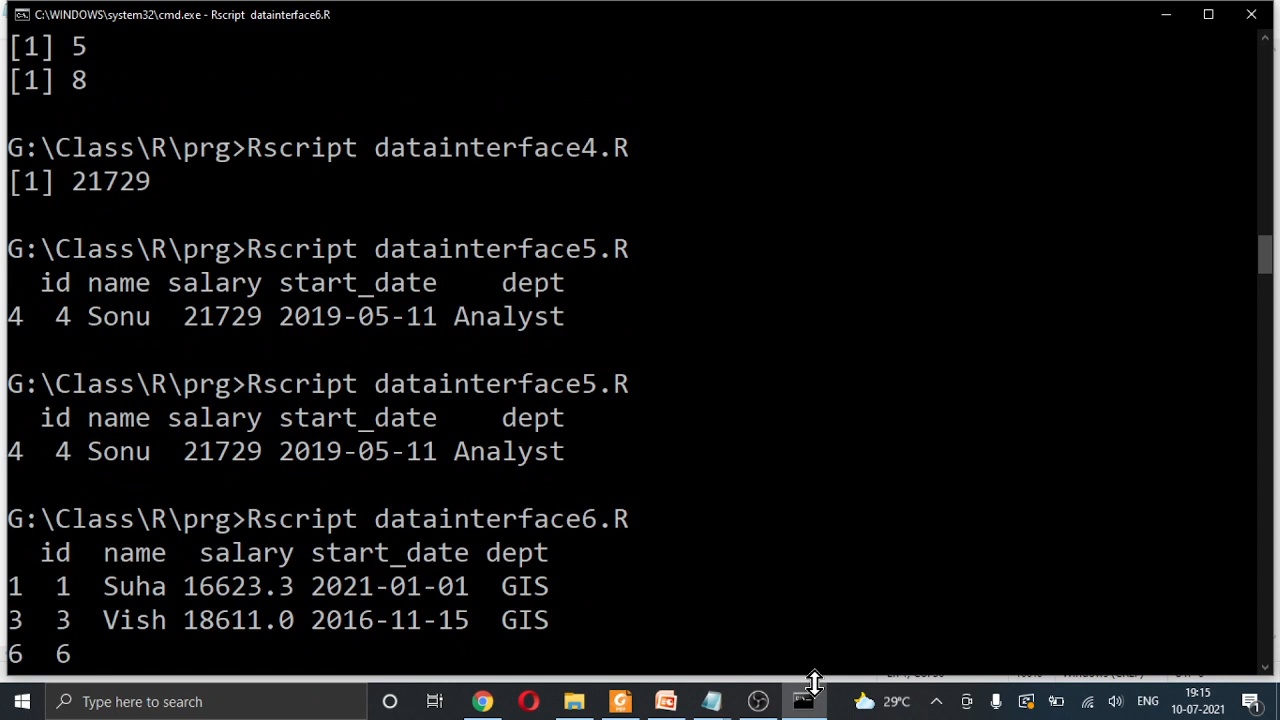 C:\WINDOWS\system32\cmd.exe - Rscript  datainterface6.R
[1] 5
[1] 8
G:\Class\R\prg>Rscript datainterface4.R
[1] 21729
G:\Class\R\prg>Rscript datainterface5.R
  id name salary start_date    dept
4  4 Sonu  21729 2019-05-11 Analyst
G:\Class\R\prg>Rscript datainterface5.R
  id name salary start_date    dept
4  4 Sonu  21729 2019-05-11 Analyst
G:\Class\R\prg>Rscript datainterface6.R
  id  name  salary start_date dept
1  1  Suha 16623.3 2021-01-01  GIS
3  3  Vish 18611.0 2016-11-15  GIS
6  6
Type here to search
29°C
ENG
19:15
10-07-2021